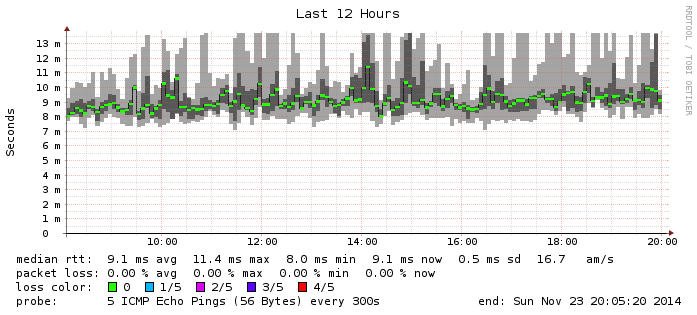 Last 12 Hours
RRDTOOL / TOBI OETIKER
Seconds
13 m
12 m
11 m
10 m
9 m
8 m
7 m
6 m
5 m
4 m
3 m
2 m
1 m
0
10:00 12:00 14:00 16:00 18:00 20:00
median rtt: 9.1 ms avg 11.4 ms max 8.0 ms min 9.1 ms now 0.5 ms sd 16.7 am/s
packet loss: 0.00 % avg 0.00 % max 0.00 % min 0.00 % now
loss color: 0 1/5 2/5 3/5 4/5
probe: 5 ICMP Echo Pings (56 Bytes) every 300s end: Sun Nov 23 20:05:20 2014